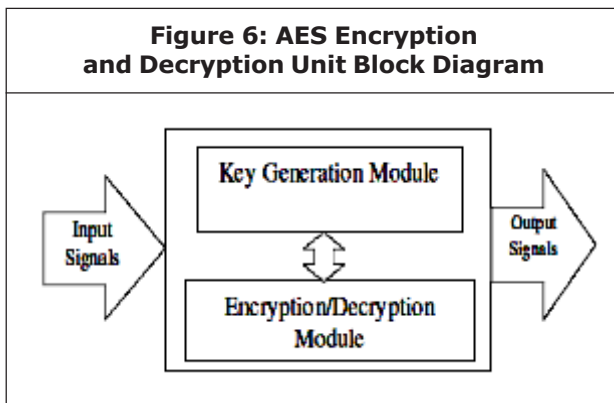 Figure 6: AES Encryption
and Decryption Unit Block Diagram
Key Generation Module
Input
Signals
Output
Signals
Encryption/Decryption
Module